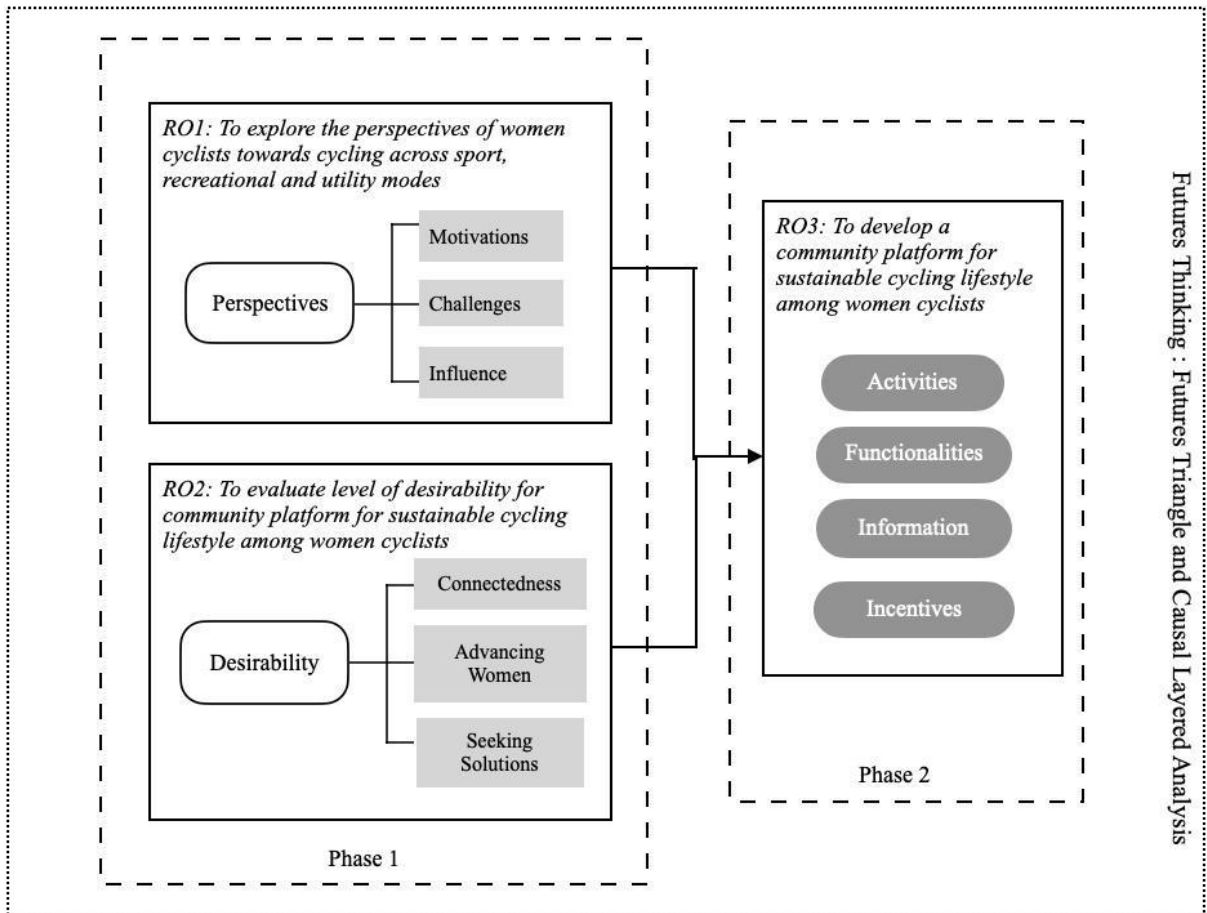 RO1: To explore the perspectives of women
cyclists towards cycling across sport,
recreational and utility modes
Perspectives
Motivations
Challenges
Influence
RO2: To evaluate level of desirability for
community platform for sustainable cycling
lifestyle among women cyclists
Desirability
Connectedness
Advancing
Women
Seeking
Solutions
Phase 1
RO3: To develop a
community platform for
sustainable cycling lifestyle
among women cyclists
Activities
Functionalities
Information
Incentives
Phase 2
Futures Thinking : Futures Triangle and Causal Layered Analysis